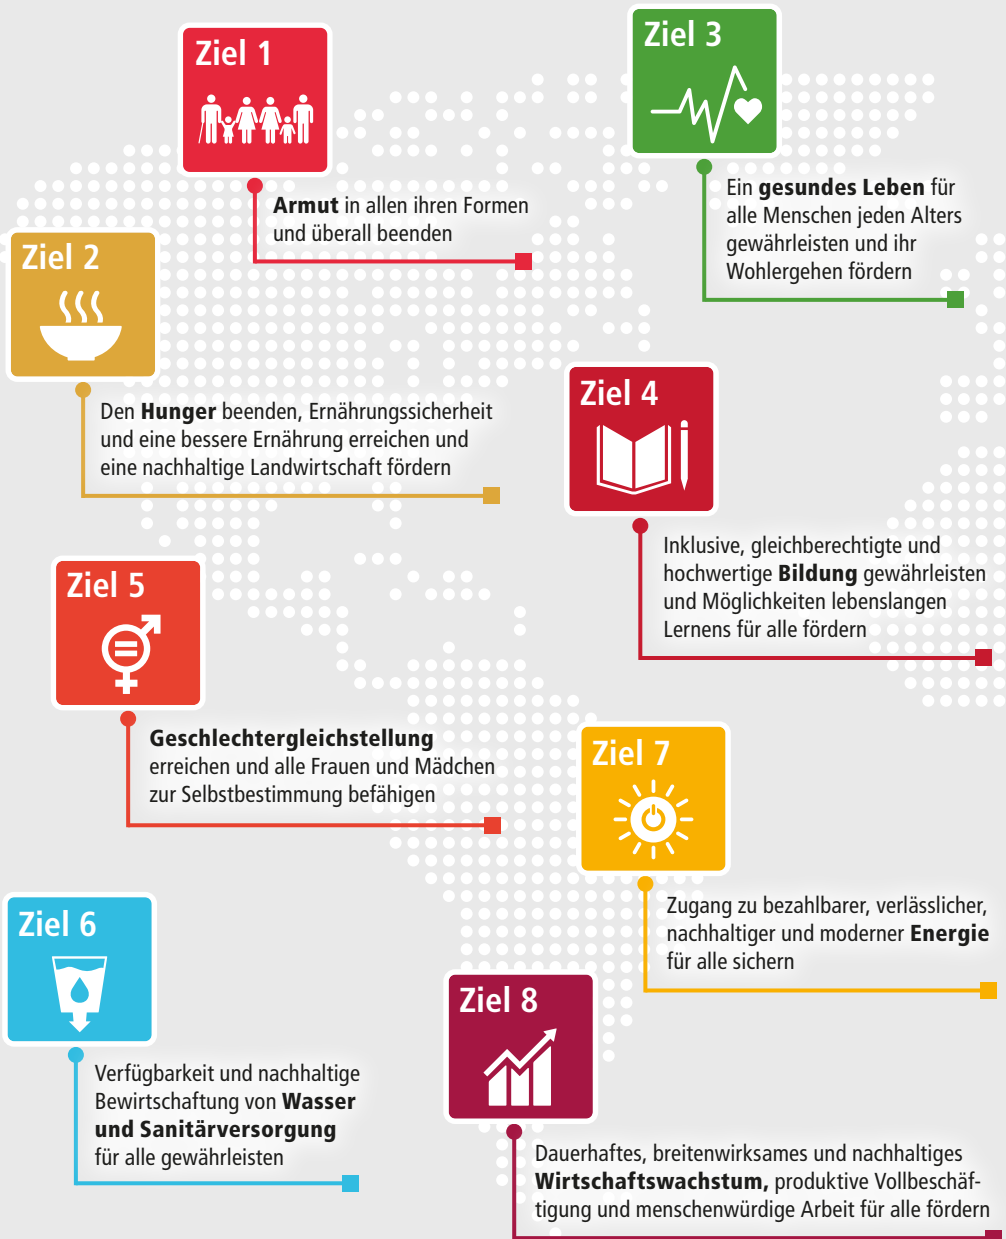 Ziel 1
Armut in allen ihren Formen
und überall beenden
Ziel 2
Den Hunger beenden, Ernährungssicherheit
und eine bessere Ernährung erreichen und
eine nachhaltige Landwirtschaft fördern
Ziel 3
Ein gesundes Leben für
alle Menschen jeden Alters
gewährleisten und ihr
Wohlergehen fördern
Ziel 4
Inklusive, gleichberechtigte und
hochwertige Bildung gewährleisten
und Möglichkeiten lebenslangen
Lernens für alle fördern
Ziel 5
Geschlechtergleichstellung
erreichen und alle Frauen und Mädchen
zur Selbstbestimmung befähigen
Ziel 6
Verfügbarkeit und nachhaltige
Bewirtschaftung von Wasser
und Sanitärversorgung
für alle gewährleisten
Ziel 7
Zugang zu bezahlbarer, verlässlicher,
nachhaltiger und moderner Energie
für alle sichern
Ziel 8
Dauerhaftes, breitenwirksames und nachhaltiges
Wirtschaftswachstum, produktive Vollbeschäf-
tigung und menschenwürdige Arbeit für alle fördern